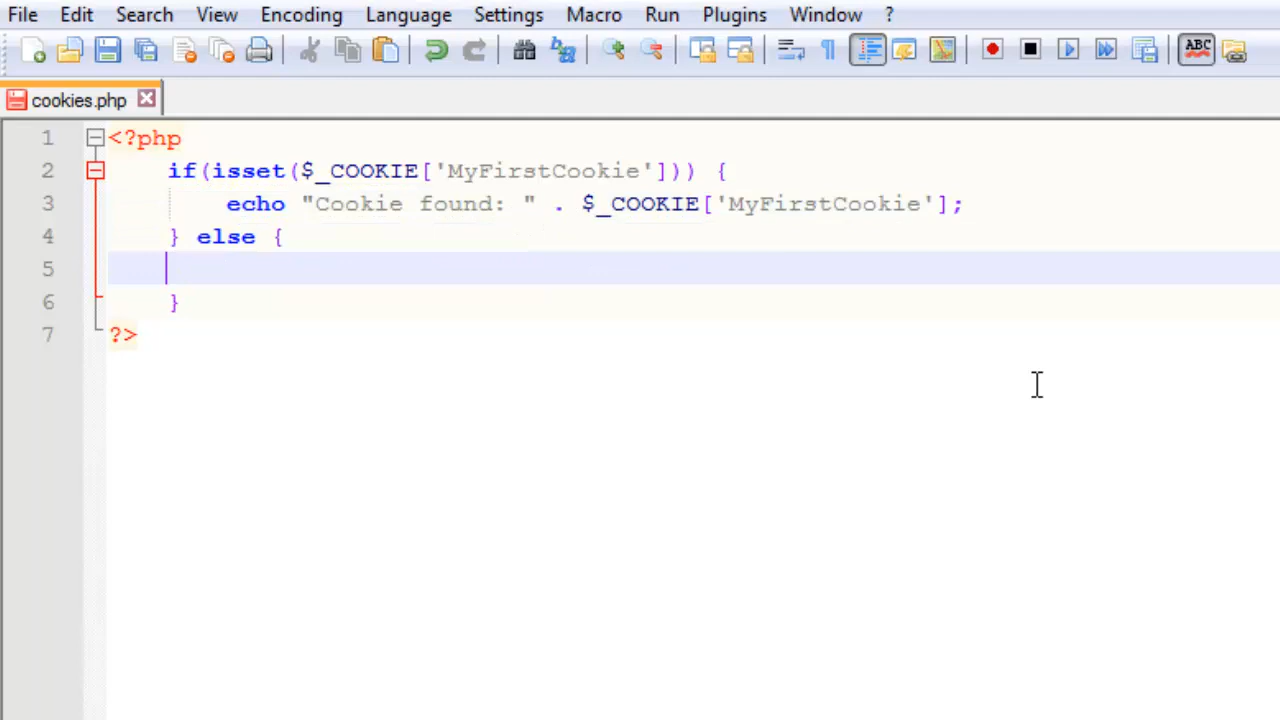 File Edit Search View Encoding Language Settings Macro Run Plugins Window ?
ABC
cookies.php
1 <?php
2 if(isset($_COOKIE['MyFirstCookie'])) {
3 echo "Cookie found: " . $_COOKIE['MyFirstCookie'];
4 } else {
5
6 }
7 ?>